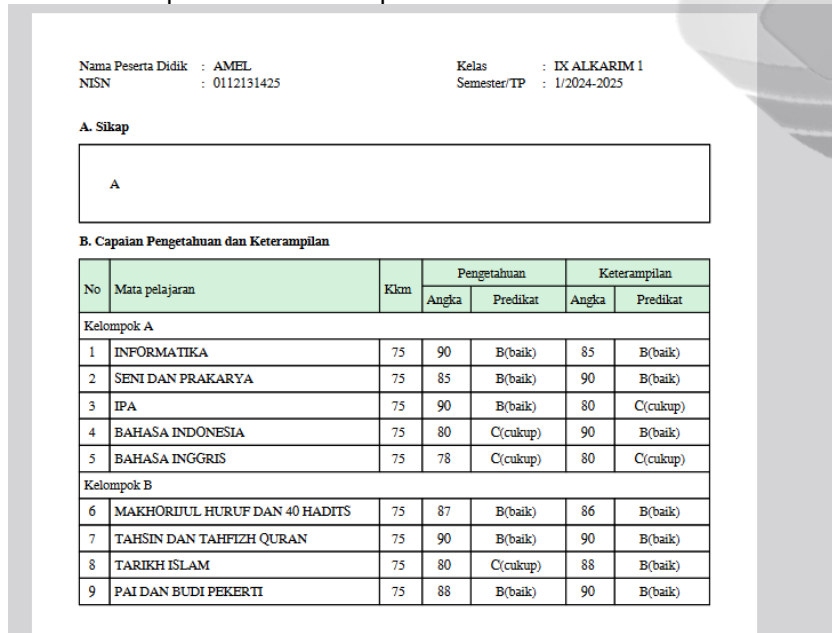 Nama Peserta Didik : AMEL Kelas : IX ALKARIM 1
NISN : 0112131425 Semester/TP : 1/2024-2025
A. Sikap
A
B. Capaian Pengetahuan dan Keterampilan
No Mata pelajaran Kkm Pengetahuan Keterampilan
Angka Predikat Angka Predikat
Kelompok A
1 INFORMATIKA 75 90 B(baik) 85 B(baik)
2 SENI DAN PRAKARYA 75 85 B(baik) 90 B(baik)
3 IPA 75 90 B(baik) 80 C(cukup)
4 BAHASA INDONESIA 75 80 C(cukup) 90 B(baik)
5 BAHASA INGGRIS 75 78 C(cukup) 80 C(cukup)
Kelompok B
6 MAKHORIJUL HURUF DAN 40 HADITS 75 87 B(baik) 86 B(baik)
7 TAHSIN DAN TAHFIZH QURAN 75 90 B(baik) 90 B(baik)
8 TARIKH ISLAM 75 80 C(cukup) 88 B(baik)
9 PAI DAN BUDI PEKERTI 75 88 B(baik) 90 B(baik)